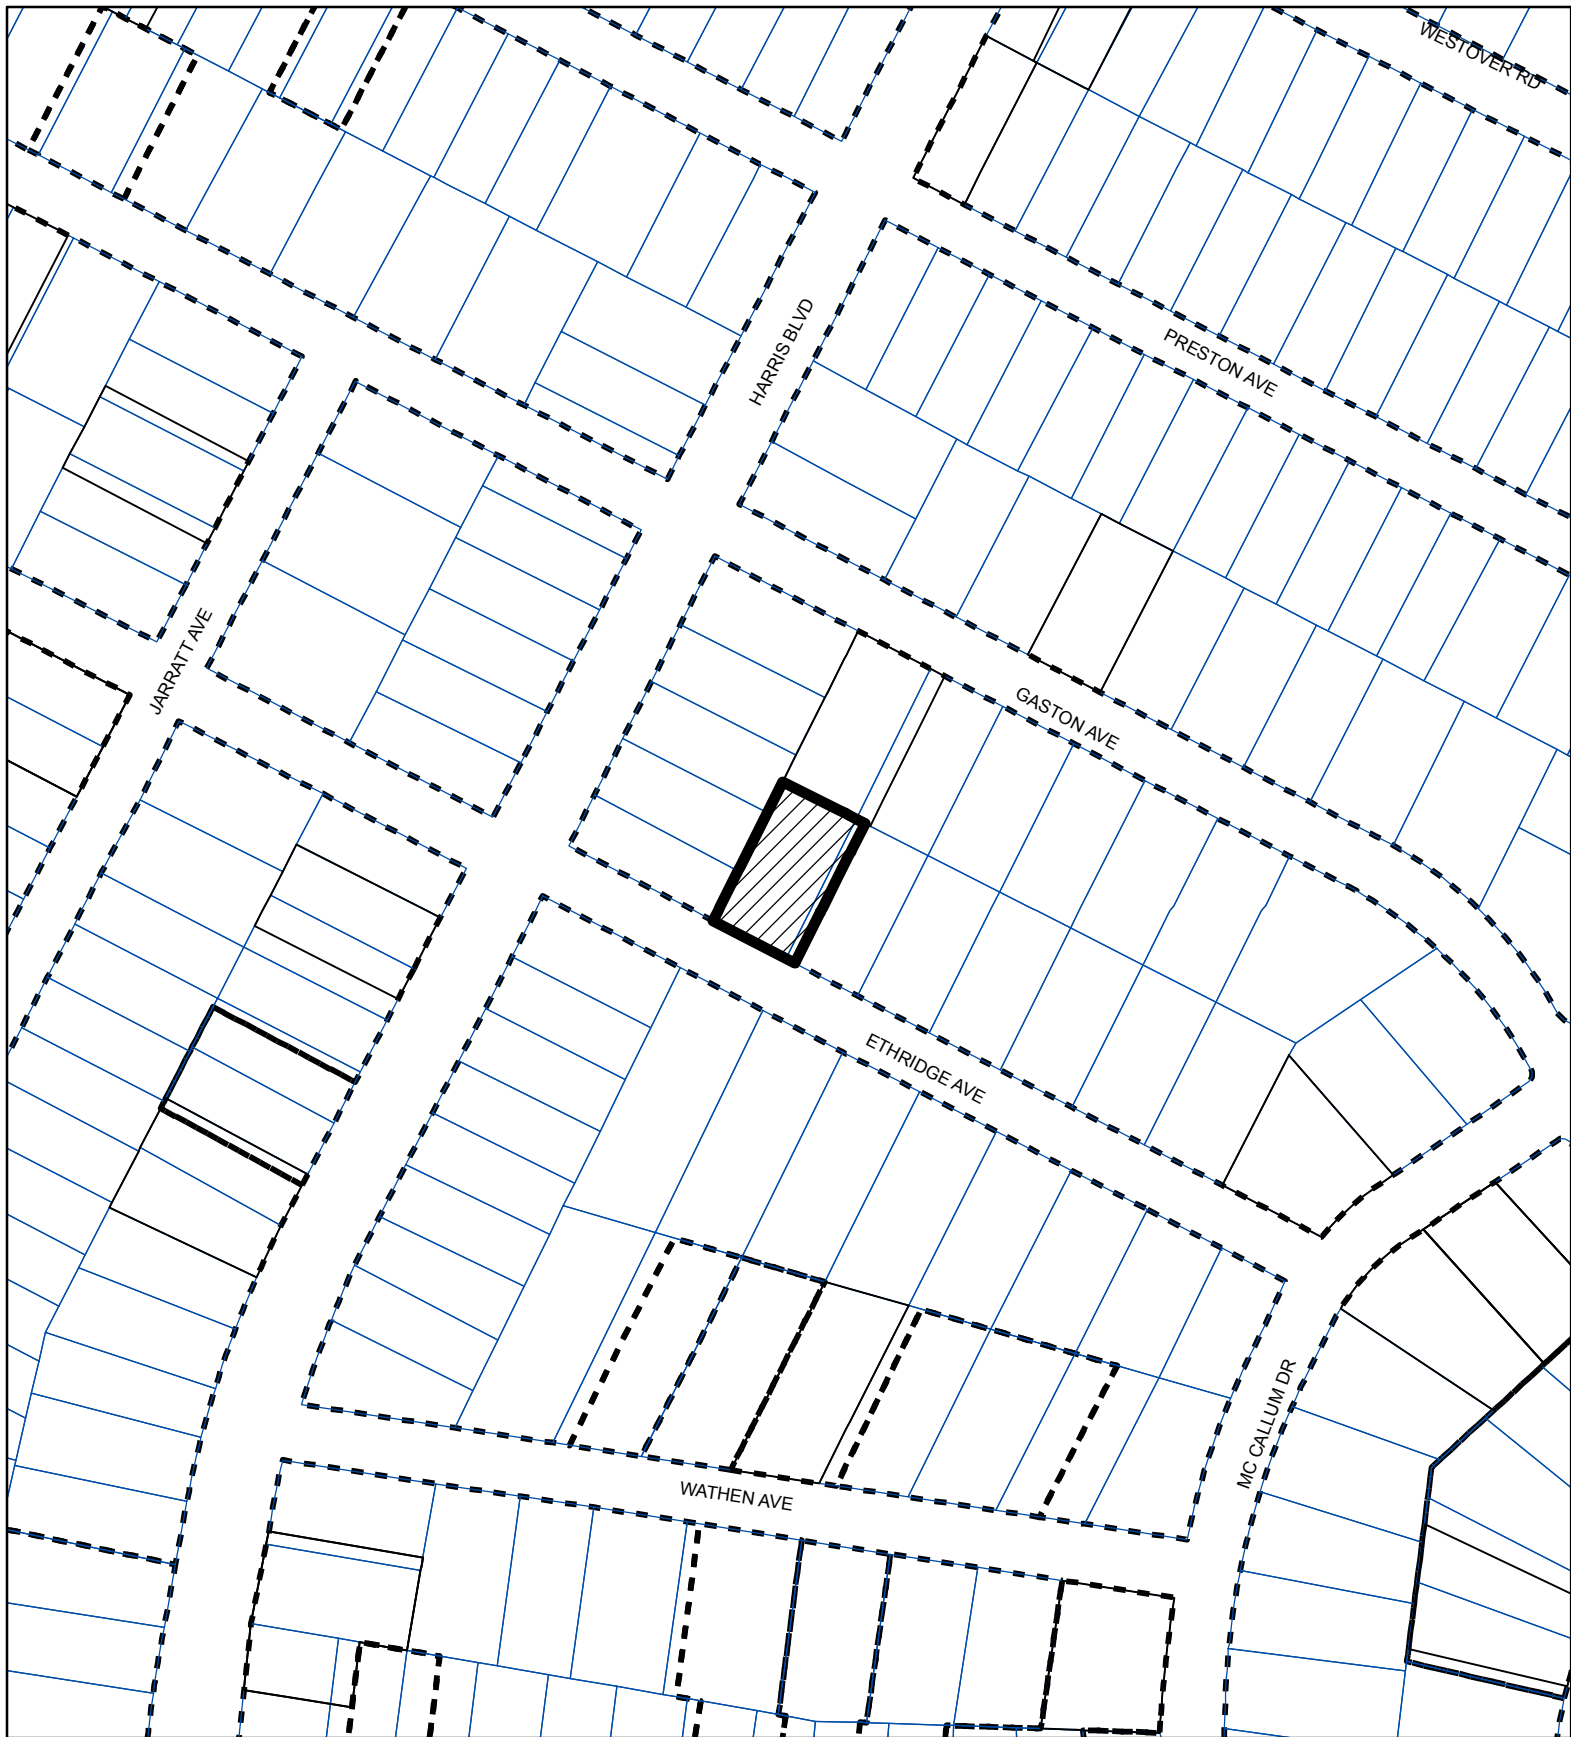 WESTOVER RD
HARRIS BLVD
PRESTON AVE
JARRATT AVE
GASTON AVE
ETHRIDGE AVE
MC CALLUM DR
WATHEN AVE